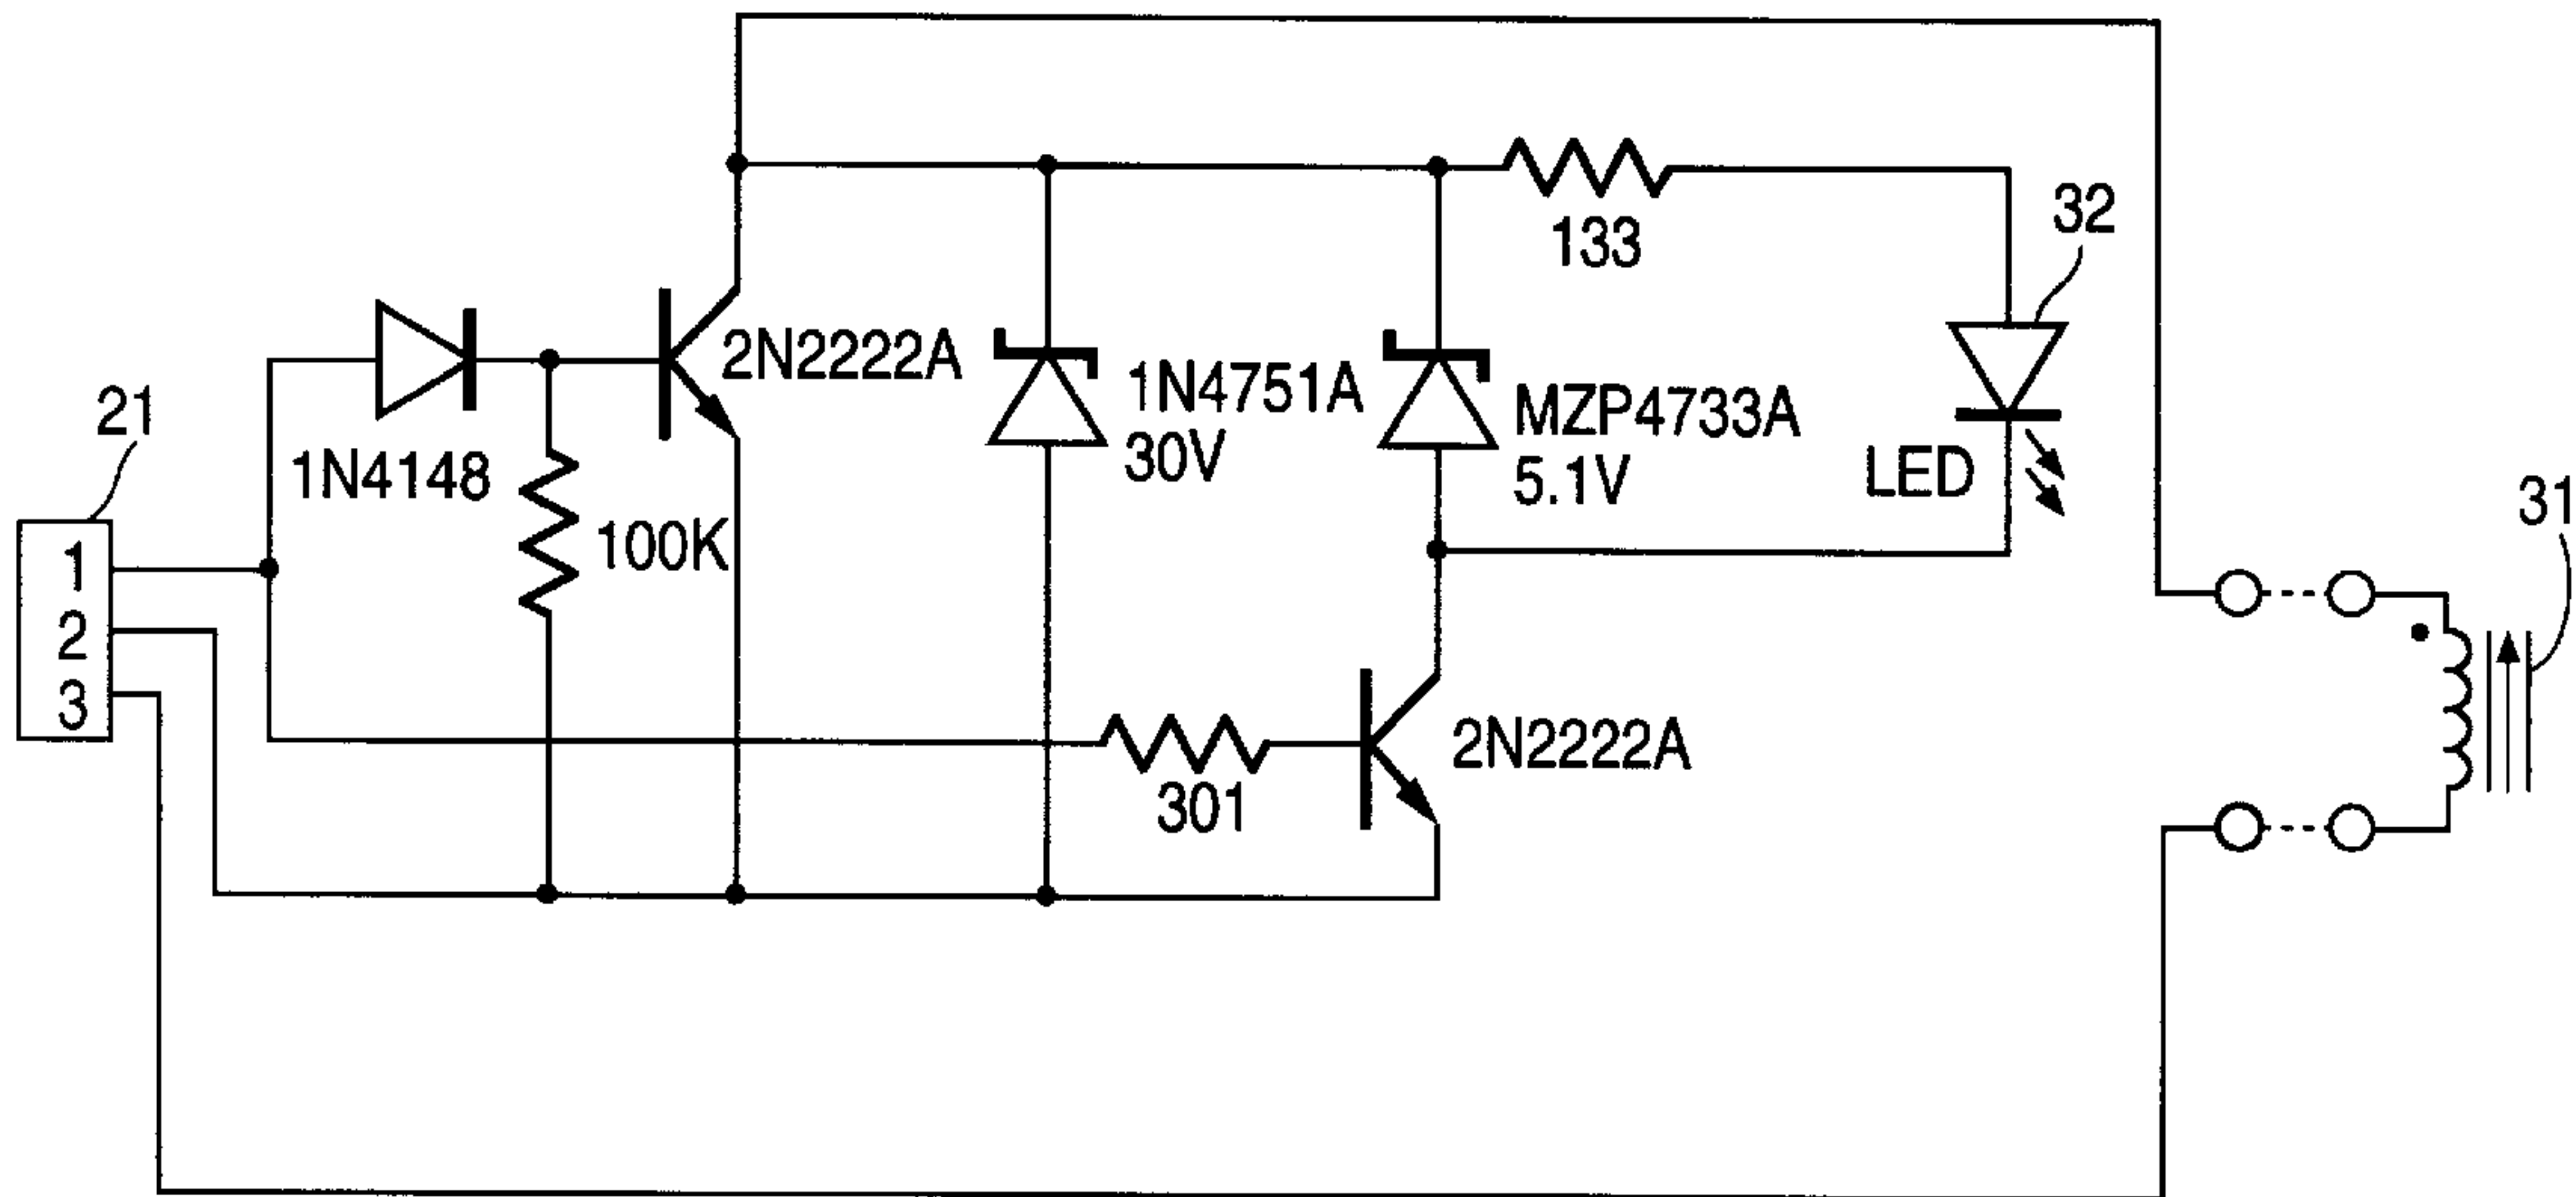 133
32
2N2222A
1N4751A
30V
MZP4733A
5.1V
LED
21
1N4148
100K
31
1
2
3
301
2N2222A